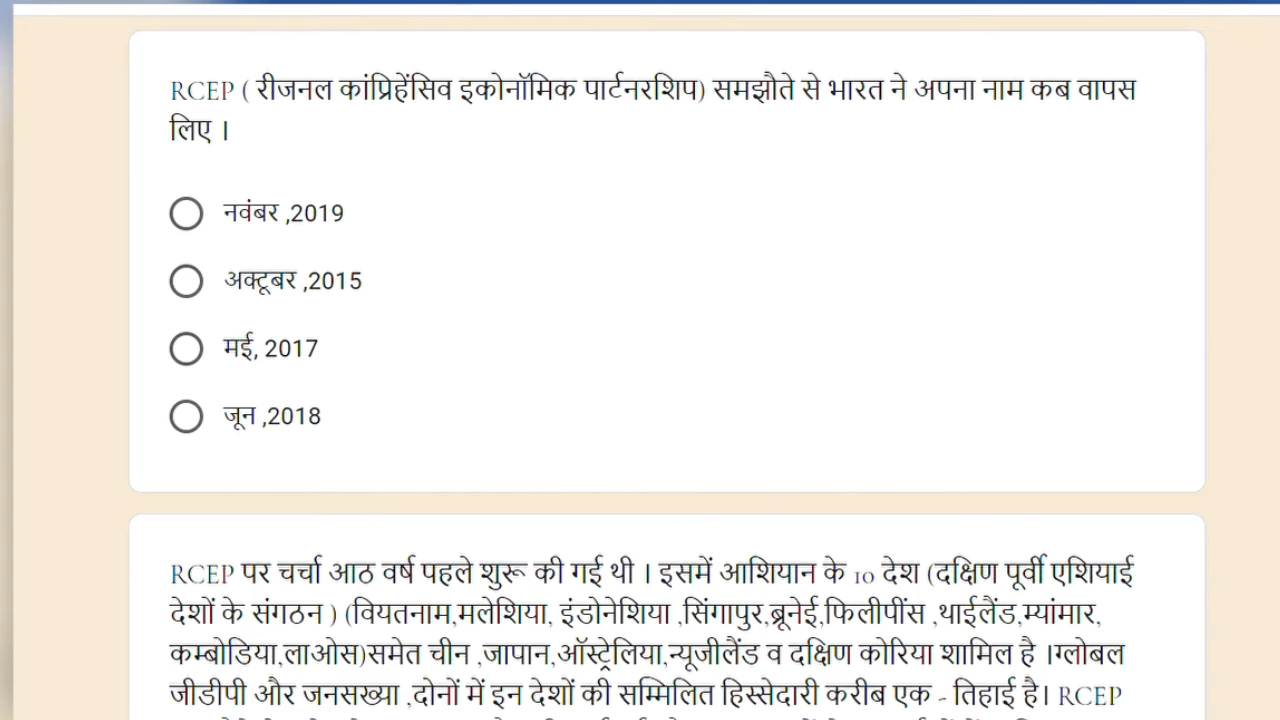 RCEP ( रीजनल कांप्रिहेंसिव इकोनॉमिक पार्टनरशिप) समझौते से भारत ने अपना नाम कब वापस
लिए ।
नवंबर ,2019
अक्टूबर ,2015
मई, 2017
जून ,2018
RCEP पर चर्चा आठ वर्ष पहले शुरू की गई थी । इसमें आशियान के 10 देश (दक्षिण पूर्वी एशियाई
देशों के संगठन ) (वियतनाम,मलेशिया, इंडोनेशिया ,सिंगापुर,ब्रूनेई,फिलीपींस ,थाईलैंड,म्यांमार,
कम्बोडिया,लाओस)समेत चीन ,जापान,ऑस्ट्रेलिया,न्यूजीलैंड व दक्षिण कोरिया शामिल है ।ग्लोबल
जीडीपी और जनसख्या ,दोनों में इन देशों की सम्मिलित हिस्सेदारी करीब एक - तिहाई है। RCEP